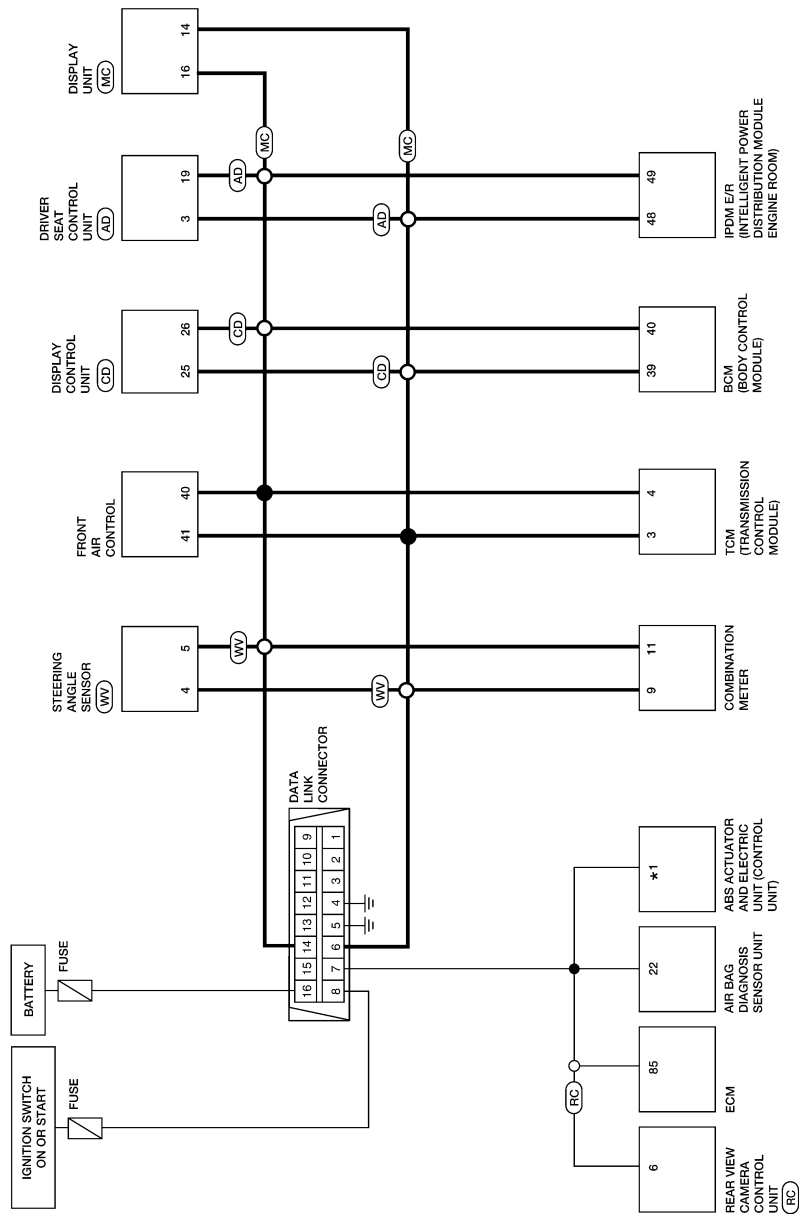 IGNITION SWITCH
ON OR START
FUSE
BATTERY
FUSE
STEERING
ANGLE
SENSOR
WV
4 5
FRONT
AIR
CONTROL
41 40
DISPLAY
CONTROL
UNIT
CD
25 26
DRIVER
SEAT
CONTROL
UNIT
AD
3 19
DISPLAY
UNIT
MC
16 14
WV
CD
AD
MC
DATA
LINK
CONNECTOR
16 15 14 13 12 11 10 9
8 7 6 5 4 3 2 1
WV
CD
AD
MC
RC
6
REAR VIEW
CAMERA
CONTROL
UNIT
RC
85
ECM
22
AIR BAG
DIAGNOSIS
SENSOR UNIT
*1
ABS ACTUATOR
AND ELECTRIC
UNIT (CONTROL
UNIT)
9 11
COMBINATION
METER
3 4
TCM
(TRANSMISSION
CONTROL
MODULE)
39 40
BCM
(BODY CONTROL
MODULE)
48 49
IPDM E/R
(INTELLIGENT POWER
DISTRIBUTION MODULE
ENGINE ROOM)